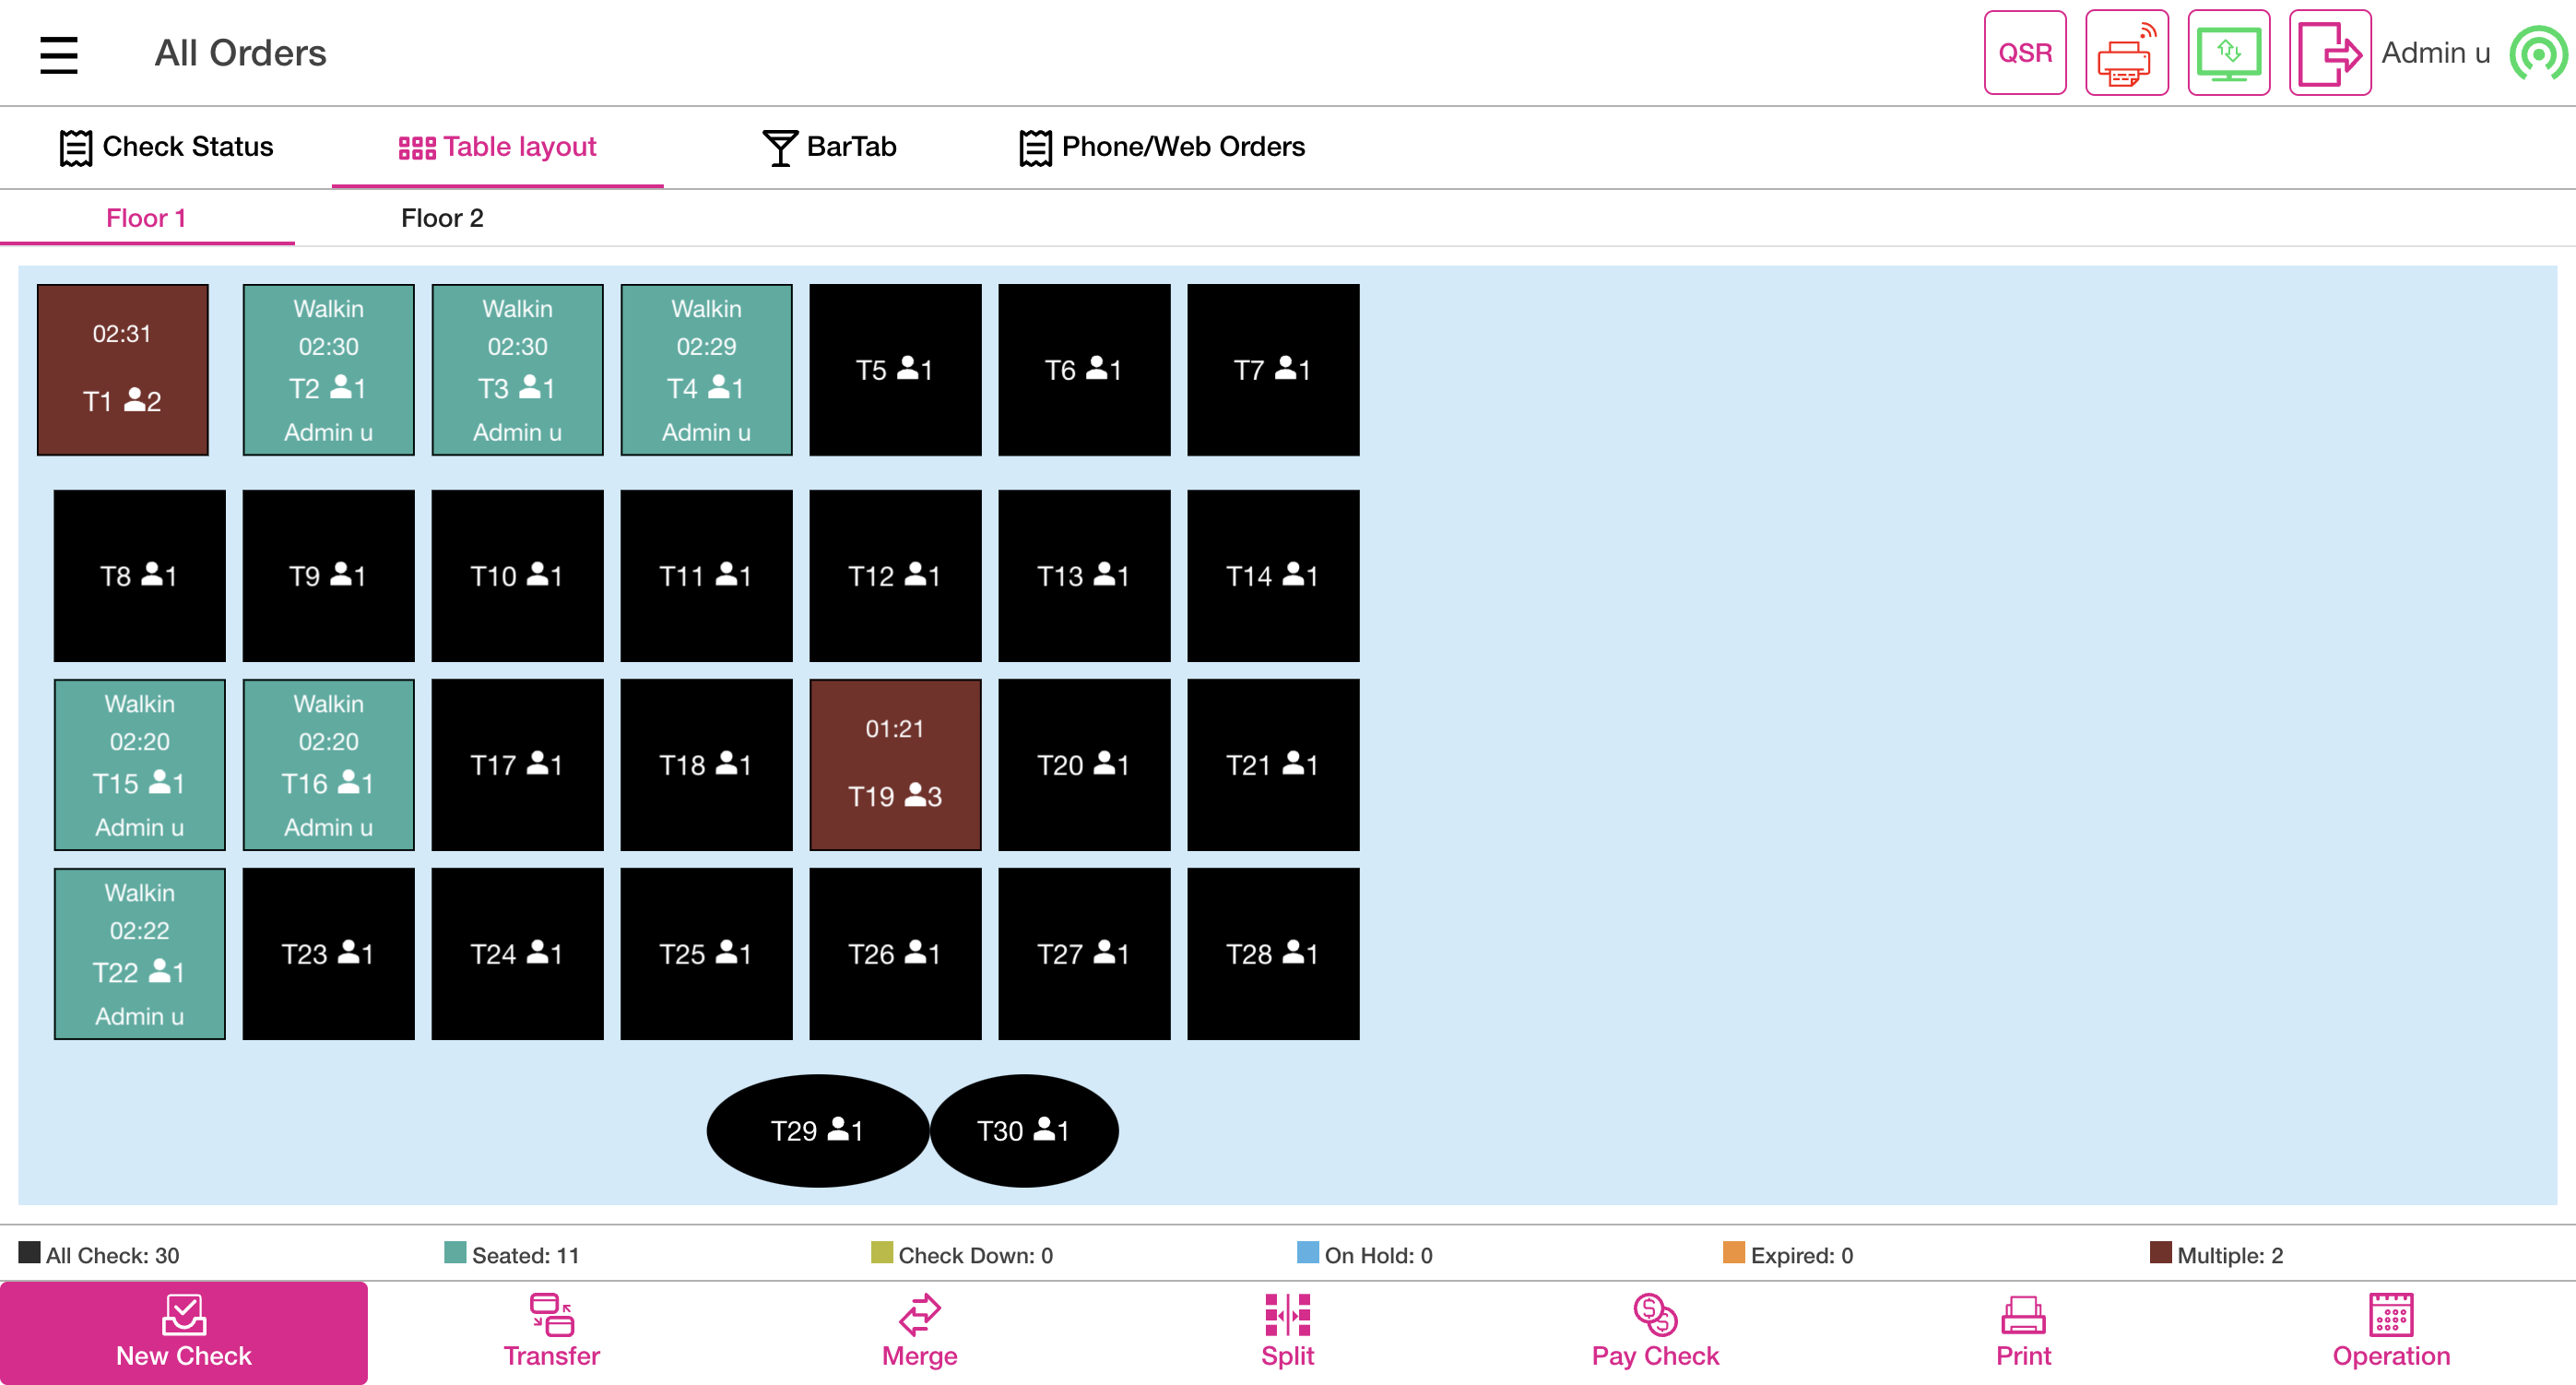 All Orders
QSR
Admin u
Check Status
Table layout
BarTab
Phone/Web Orders
Floor 1
Floor 2
02:31
T1 2
Walkin
02:30
T2 1
Admin u
Walkin
02:30
T3 1
Admin u
Walkin
02:29
T4 1
Admin u
T5 1
T6 1
T7 1
T8 1
T9 1
T10 1
T11 1
T12 1
T13 1
T14 1
Walkin
02:20
T15 1
Admin u
Walkin
02:20
T16 1
Admin u
T17 1
T18 1
01:21
T19 3
T20 1
T21 1
Walkin
02:22
T22 1
Admin u
T23 1
T24 1
T25 1
T26 1
T27 1
T28 1
T29 1
T30 1
All Check: 30
Seated: 11
Check Down: 0
On Hold: 0
Expired: 0
Multiple: 2
New Check
Transfer
Merge
Split
Pay Check
Print
Operation